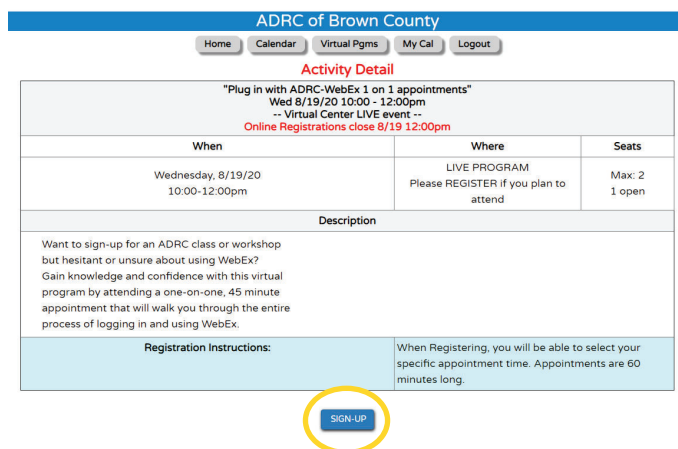 ADRC of Brown County
Home Calendar Virtual Pgms My Cal Logout
Activity Detail
"Plug in with ADRC-WebEx 1 on 1 appointments"
Wed 8/19/20 10:00 - 12:00pm
-- Virtual Center LIVE event --
Online Registrations close 8/19 12:00pm
When Where Seats
Wednesday, 8/19/20
10:00-12:00pm
LIVE PROGRAM
Please REGISTER if you plan to
attend
Max: 2
1 open
Description
Want to sign-up for an ADRC class or workshop
but hesitant or unsure about using WebEx?
Gain knowledge and confidence with this virtual
program by attending a one-on-one, 45 minute
appointment that will walk you through the entire
process of logging in and using WebEx.
Registration Instructions:
When Registering, you will be able to select your
specific appointment time. Appointments are 60
minutes long.
SIGN-UP